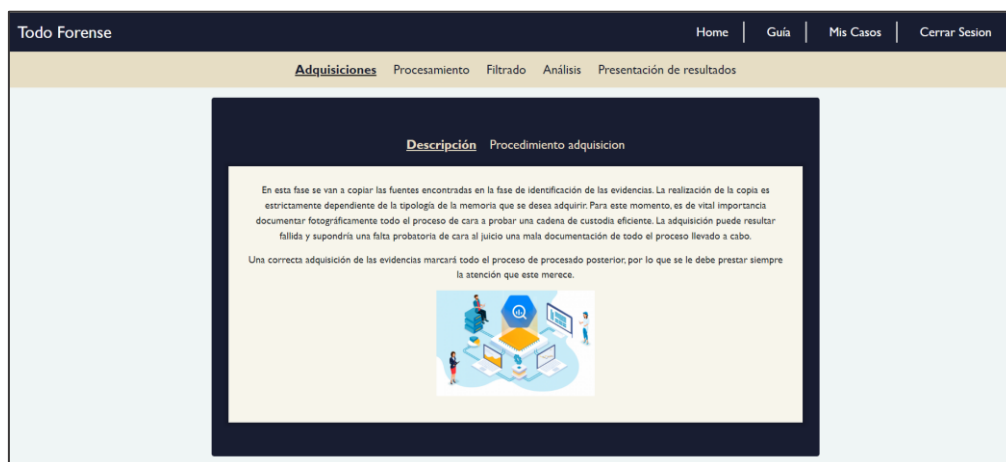 Todo Forense
Home
Guía
Mis Casos
Cerrar Sesion
Adquisiciones Procesamiento Filtrado Análisis Presentación de resultados
Descripción Procedimiento adquisicion
En esta fase se van a copiar las fuentes encontradas en la fase de identificación de las evidencias. La realización de la copia es
estrictamente dependiente de la tipología de la memoria que se desea adquirir. Para este momento, es de vital importancia
documentar fotográficamente todo el proceso de cara a probar una cadena de custodia eficiente. La adquisición puede resultar
fallida y supondría una falta probatoria de cara al juicio una mala documentación de todo el proceso llevado a cabo.
Una correcta adquisición de las evidencias marcará todo el proceso de procesado posterior, por lo que se le debe prestar siempre
la atención que este merece.